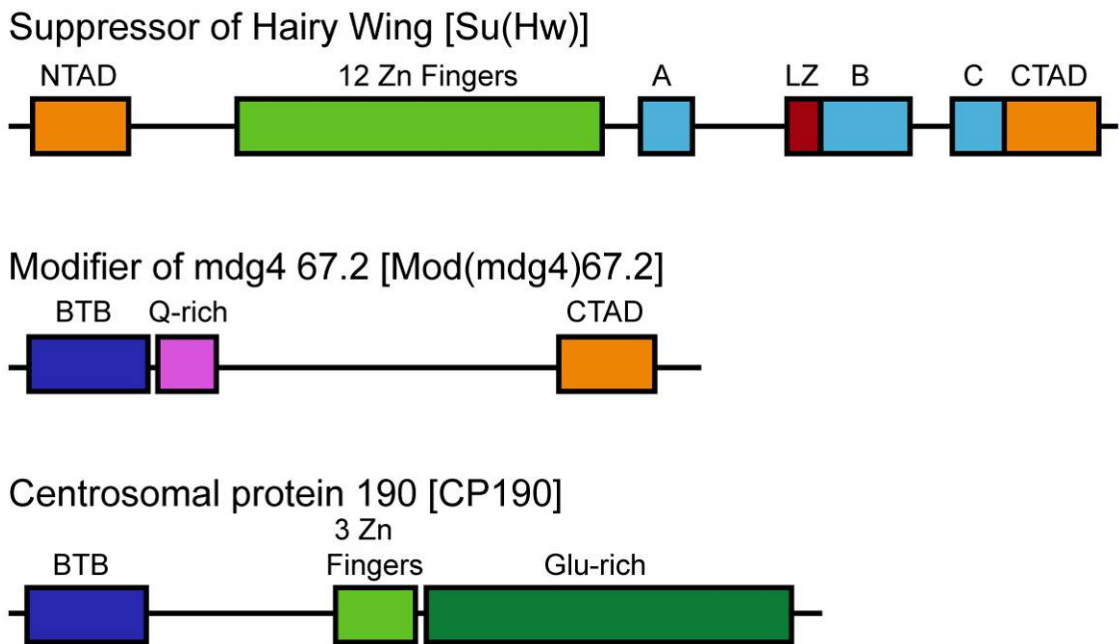 Suppressor of Hairy Wing [Su(Hw)]
NTAD 12 Zn Fingers A LZ B C CTAD
Modifier of mdg4 67.2 [Mod(mdg4)67.2]
BTB Q-rich CTAD
Centrosomal protein 190 [CP190]
3 Zn
BTB Fingers Glu-rich